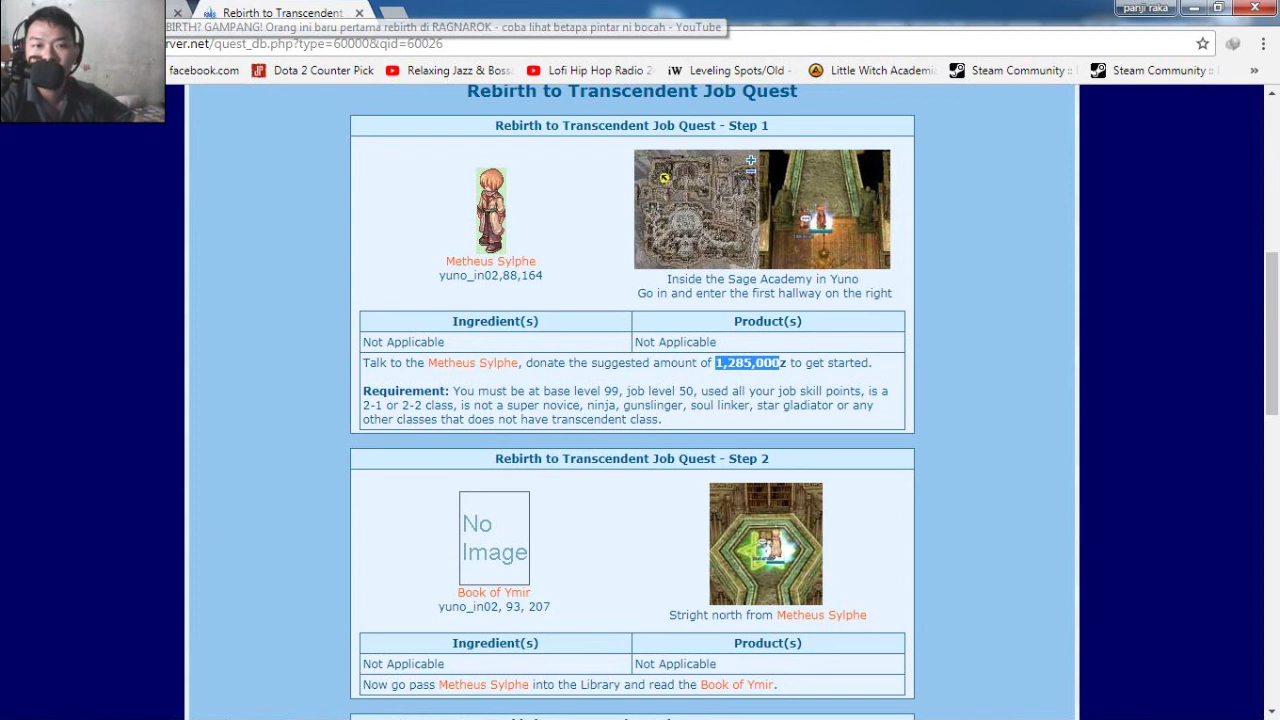 Rebirth to Transcendent
panji raka
BIRTH? GAMPANG! Orang ini baru pertama rebirth di RAGNAROK - coba lihat betapa pintar ni bocah - YouTube
rver.net/quest_db.php?type=60000&qid=60026
facebook.com
Dota 2 Counter Pick
Relaxing Jazz & Boss
Lofi Hip Hop Radio 2
iW Leveling Spots/Old -
Little Witch Academi
Steam Community ::
Steam Community ::
Rebirth to Transcendent Job Quest
Rebirth to Transcendent Job Quest - Step 1
Metheus Sylphe
yuno_in02,88,164
Inside the Sage Academy in Yuno
Go in and enter the first hallway on the right
Ingredient(s) Product(s)
Not Applicable Not Applicable
Talk to the Metheus Sylphe, donate the suggested amount of 1,285,000z to get started.
Requirement: You must be at base level 99, job level 50, used all your job skill points, is a
2-1 or 2-2 class, is not a super novice, ninja, gunslinger, soul linker, star gladiator or any
other classes that does not have transcendent class.
Rebirth to Transcendent Job Quest - Step 2
No
Image
Book of Ymir
yuno_in02, 93, 207
Stright north from Metheus Sylphe
Ingredient(s) Product(s)
Not Applicable Not Applicable
Now go pass Metheus Sylphe into the Library and read the Book of Ymir.